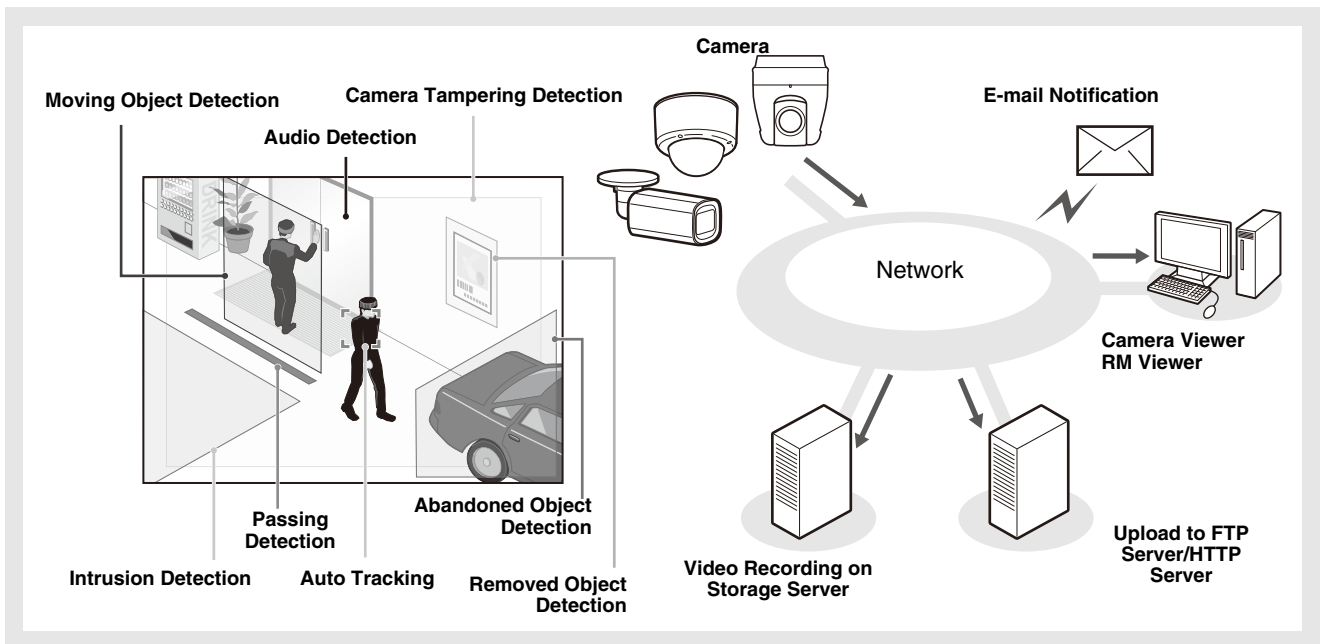 Camera
Moving Object Detection
Camera Tampering Detection
E-mail Notification
Audio Detection
Network
Camera Viewer
RM Viewer
Abandoned Object
Detection
Passing
Detection
Intrusion Detection
Auto Tracking
Removed Object
Detection
Video Recording on
Storage Server
Upload to FTP
Server/HTTP
Server